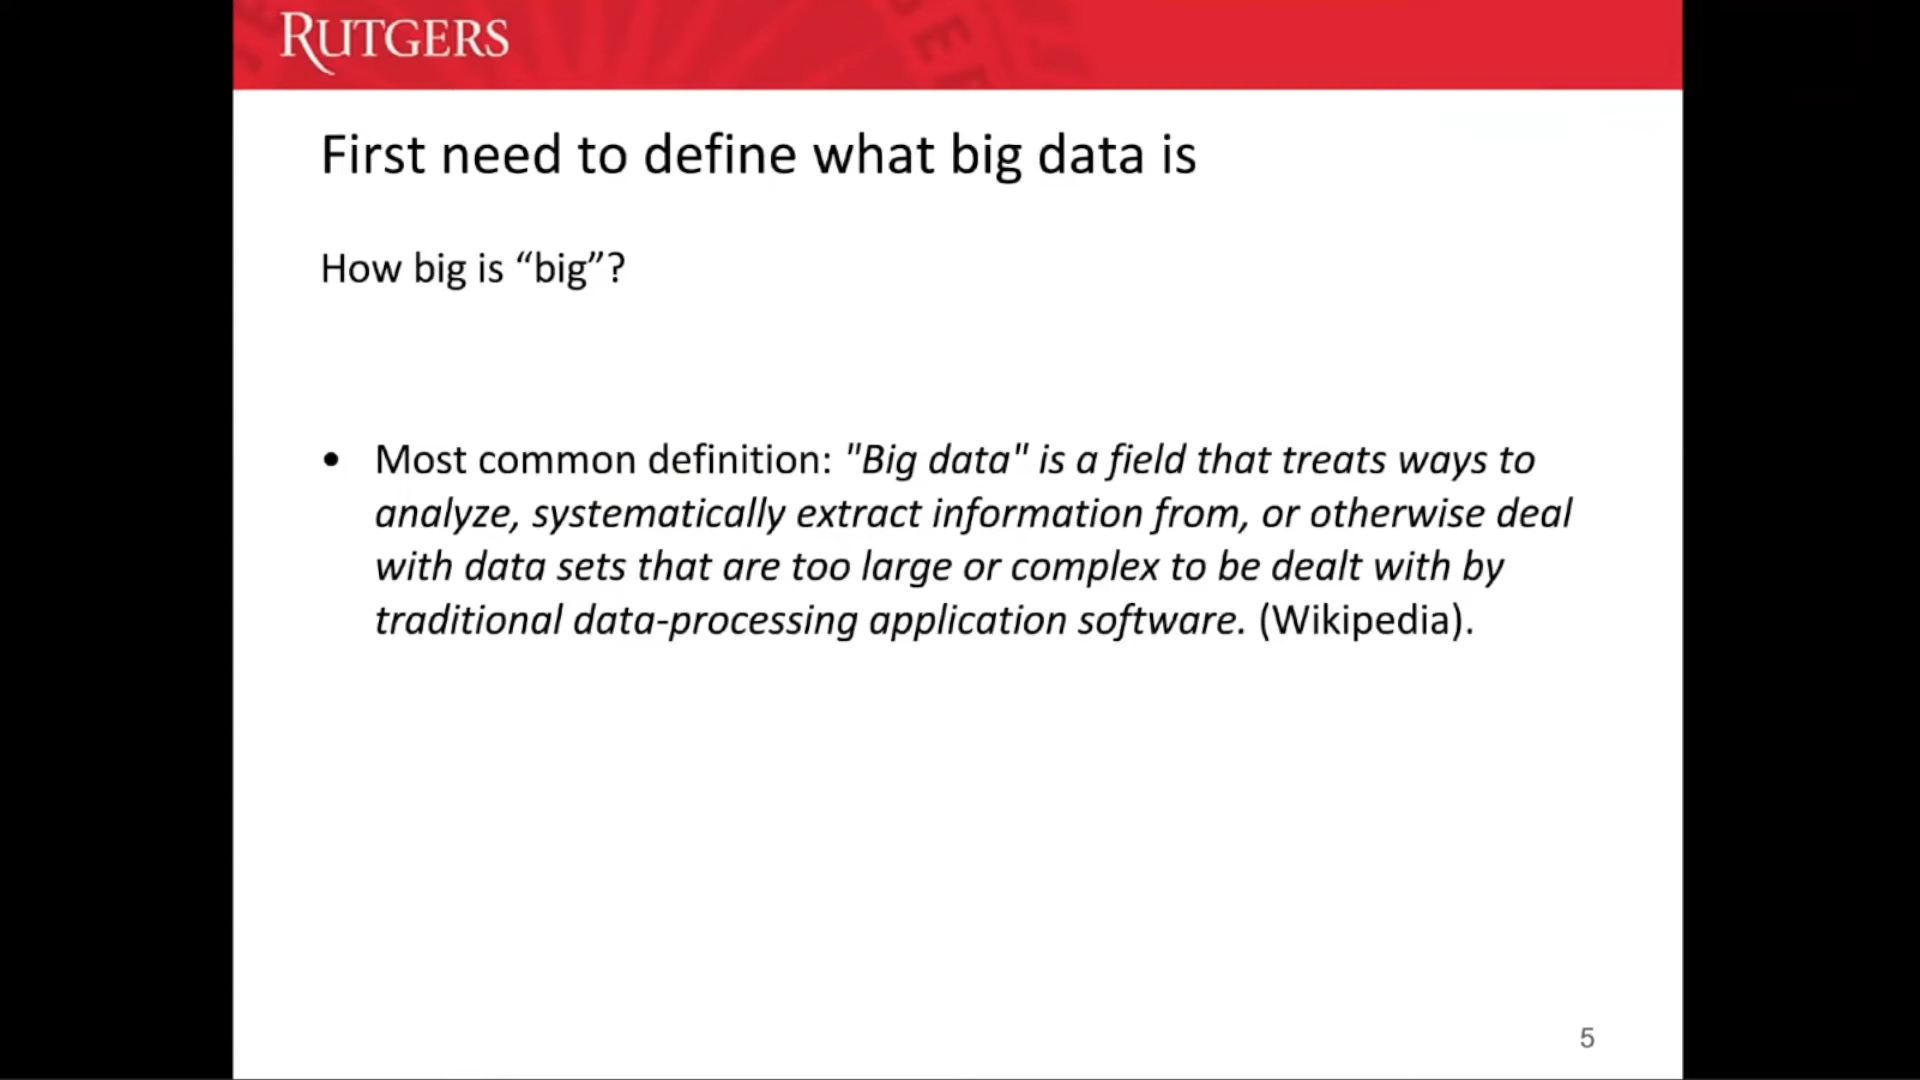 RUTGERS
First need to define what big data is
How big is “big”?
• Most common definition: "Big data" is a field that treats ways to
analyze, systematically extract information from, or otherwise deal
with data sets that are too large or complex to be dealt with by
traditional data-processing application software. (Wikipedia).
5